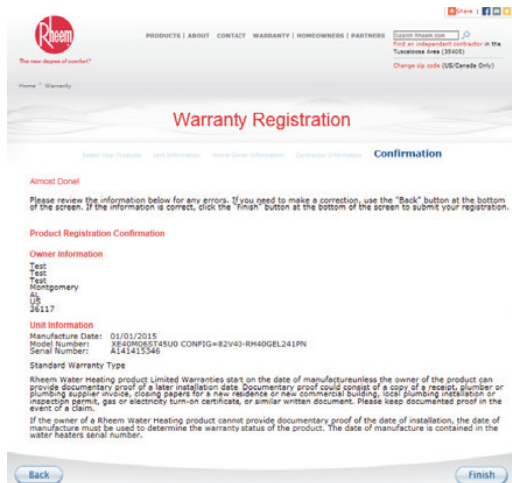 Share
Rheem
The new degree of comfort.®
PRODUCTS | ABOUT CONTACT WARRANTY | HOMEOWNERS | PARTNERS
Search Rheem.com
Find an independent contractor in the
Tuscaloosa Area (35405)
Change zip code (US/Canada Only)
Home > Warranty
Warranty Registration
Select Your Products Unit Information Home Owner Information Contractor Information Confirmation
Almost Done!
Please review the information below for any errors. If you need to make a correction, use the "Back" button at the bottom
of the screen. If the information is correct, click the "Finish" button at the bottom of the screen to submit your registration.
Product Registration Confirmation
Owner Information
Test
Test
Test
Montgomery
AL
US
36117
Unit Information
Manufacture Date: 01/01/2015
Model Number: XE40M06ST45U0 CONFIG=82V40-RH40GEL241PN
Serial Number: A141415346
Standard Warranty Type
Rheem Water Heating product Limited Warranties start on the date of manufactureunless the owner of the product can
provide documentary proof of a later installation date. Documentary proof could consist of a copy of a receipt, plumber or
plumbing supplier invoice, closing papers for a new residence or new commercial building, local plumbing installation or
inspection permit, gas or electricity turn-on certificate, or similar written document. Please keep documented proof in the
event of a claim.
If the owner of a Rheem Water Heating product cannot provide documentary proof of the date of installation, the date of
manufacture must be used to determine the warranty status of the product. The date of manufacture is contained in the
water heaters serial number.
Back
Finish